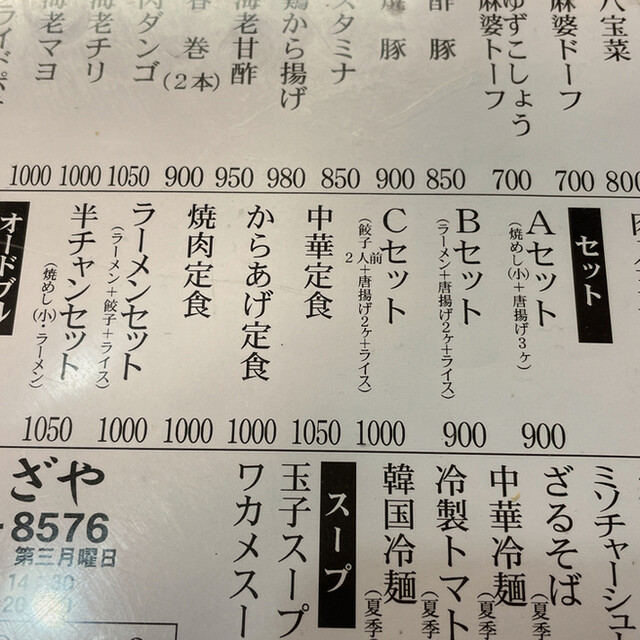 八宝菜
麻婆ドーフ
ゆずこしょう
麻婆トーフ
酢豚
焼豚
スタミナ
鶏から揚げ
海老甘酢
春巻(2本)
肉ダンゴ
海老チリ
海老マヨ
800
700
700
850
900
850
980
950
900
1050
1000
1000
セット
Aセット
(焼めし(小)+唐揚げ3ヶ)
900
Bセット
(ラーメン+唐揚げ2ヶ+ライス)
900
Cセット
(餃子2人前+唐揚げ2ヶ+ライス)
1000
中華定食
1050
からあげ定食
1000
焼肉定食
1000
ラーメンセット
(ラーメン+餃子+ライス)
1000
半チャンセット
(焼めし(小)・ラーメン)
1050
オードブル
ミソチャーシュ
ざるそば
(夏季
中華冷麺
(夏季
冷製トマト
(夏季
韓国冷麺
(夏季
スープ
玉子スープ
ワカメスー
ざや
-8576
第三月曜日